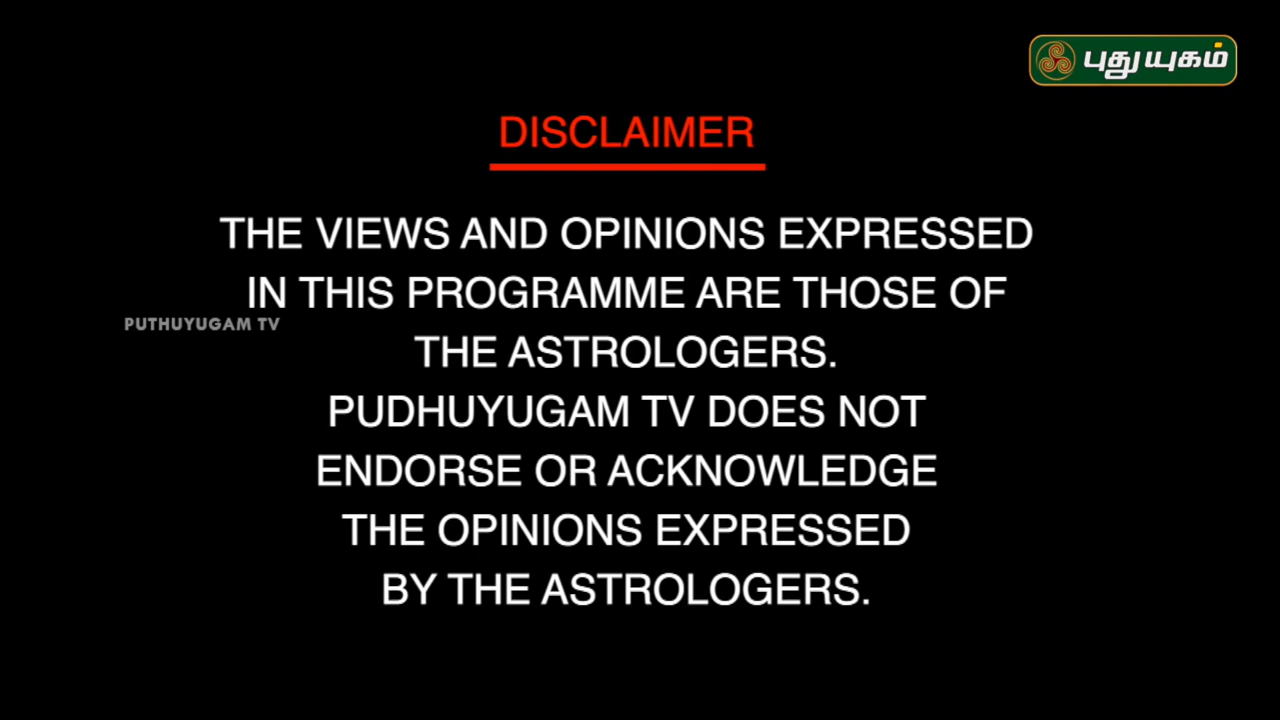 புதுயுகம்
DISCLAIMER
THE VIEWS AND OPINIONS EXPRESSED
IN THIS PROGRAMME ARE THOSE OF
PUTHUYUGAM TV
THE ASTROLOGERS.
PUDHUYUGAM TV DOES NOT
ENDORSE OR ACKNOWLEDGE
THE OPINIONS EXPRESSED
BY THE ASTROLOGERS.